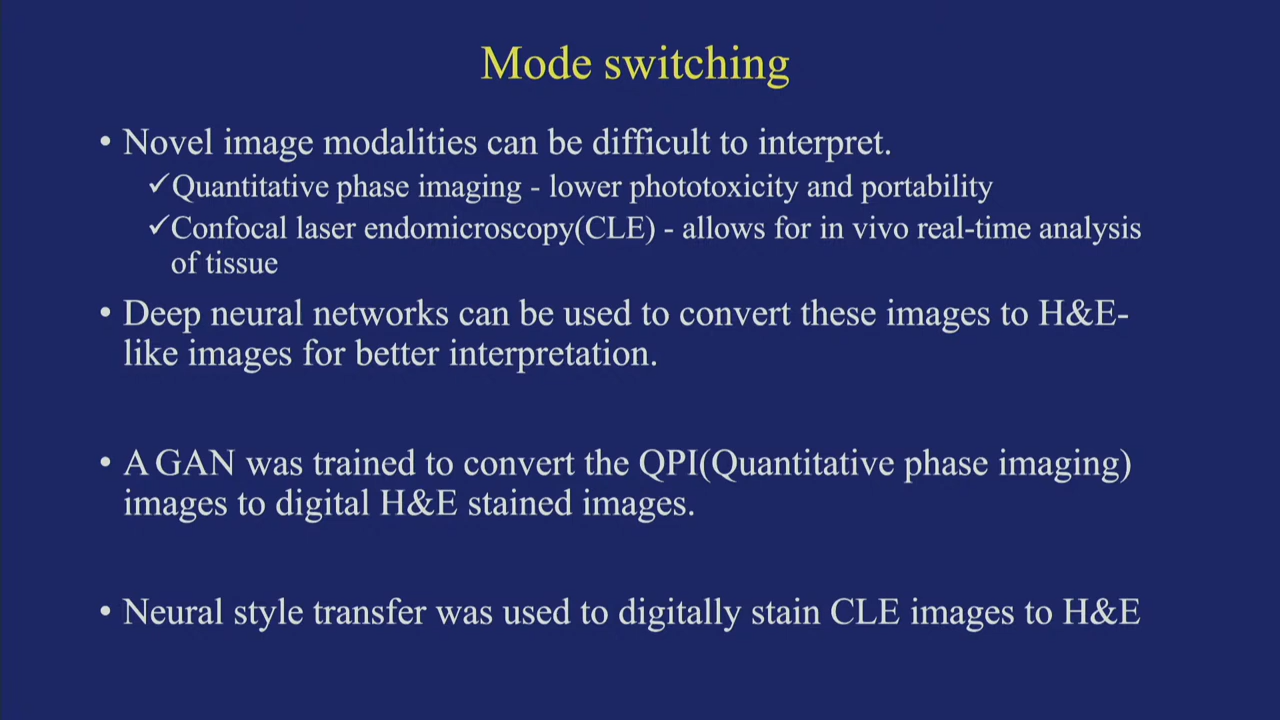 Mode switching
• Novel image modalities can be difficult to interpret.
✓Quantitative phase imaging - lower phototoxicity and portability
✓Confocal laser endomicroscopy(CLE) - allows for in vivo real-time analysis
of tissue
• Deep neural networks can be used to convert these images to H&E-
like images for better interpretation.
• A GAN was trained to convert the QPI(Quantitative phase imaging)
images to digital H&E stained images.
• Neural style transfer was used to digitally stain CLE images to H&E